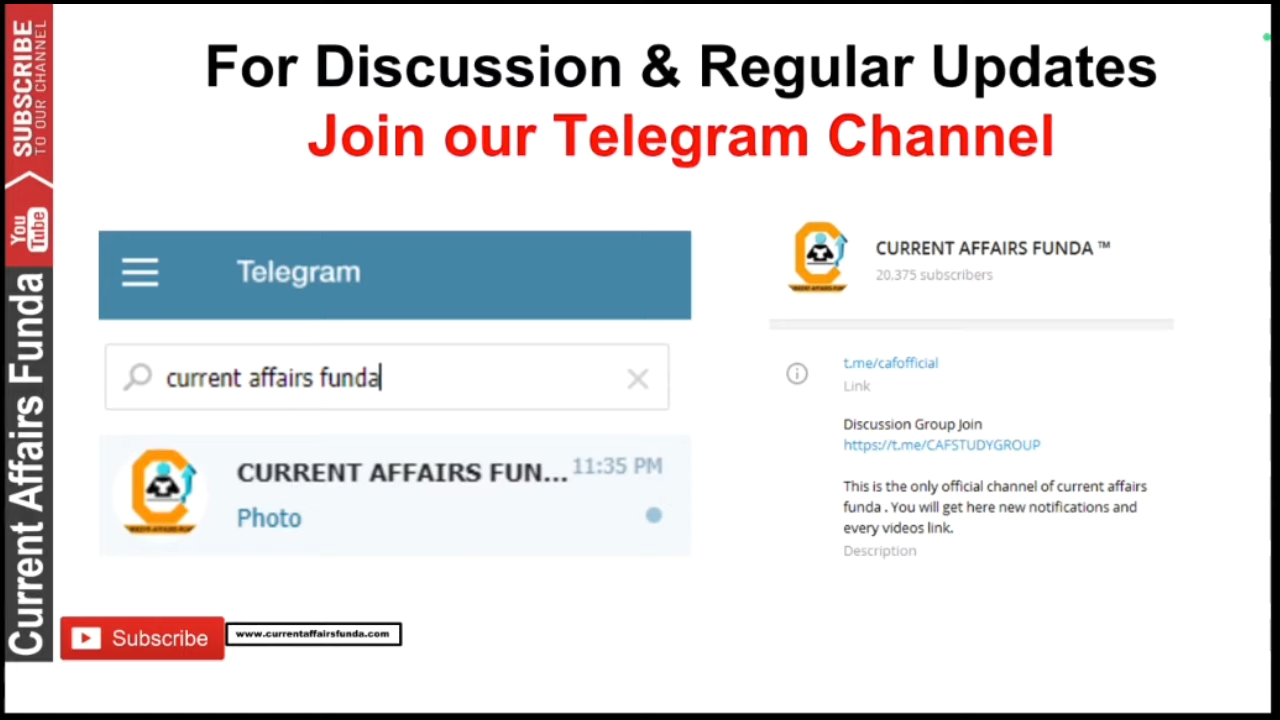 For Discussion & Regular Updates
Join our Telegram Channel
SUBSCRIBE
TO OUR CHANNEL
You
Tube
Current Affairs Funda
Telegram
current affairs funda
CURRENT AFFAIRS FUN...
11:35 PM
Photo
CURRENT AFFAIRS FUNDA ™
20,375 subscribers
t.me/cafofficial
Link
Discussion Group Join
https://t.me/CAFSTUDYGROUP
This is the only official channel of current affairs
funda . You will get here new notifications and
every videos link.
Description
Subscribe
www.currentaffairsfunda.com